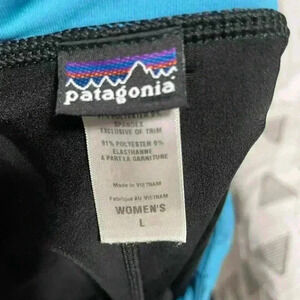 patagonia
91% POLYESTER 9%
SPANDEX
EXCLUSIVE OF TRIM
91% POLYESTER 9%
ELASTHANNE
A PART LA GARNITURE
Made in VIETNAM
Fabriqué AU VIETNAM
WOMEN'S
L